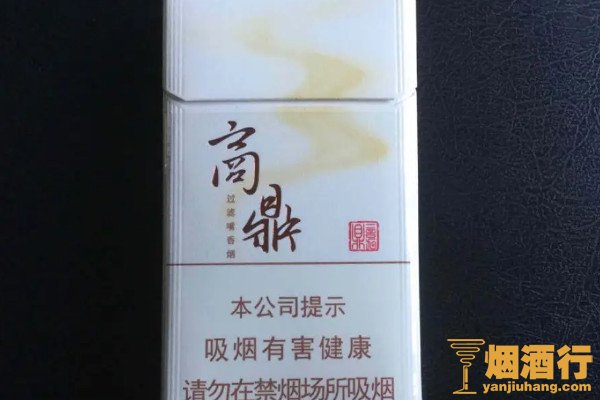 商鼎
过滤嘴香烟
本公司提示
吸烟有害健康
请勿在禁烟场所吸烟
烟酒行
yanjiuhang.com